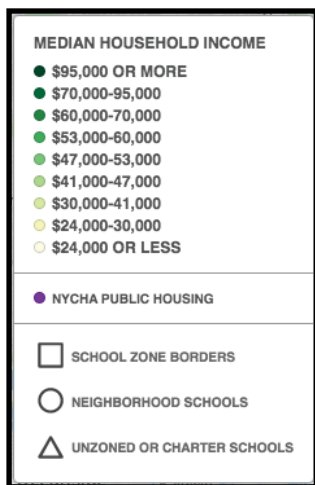 MEDIAN HOUSEHOLD INCOME
$95,000 OR MORE
$70,000-95,000
$60,000-70,000
$53,000-60,000
$47,000-53,000
$41,000-47,000
$30,000-41,000
$24,000-30,000
$24,000 OR LESS
NYCHA PUBLIC HOUSING
SCHOOL ZONE BORDERS
NEIGHBORHOOD SCHOOLS
UNZONED OR CHARTER SCHOOLS